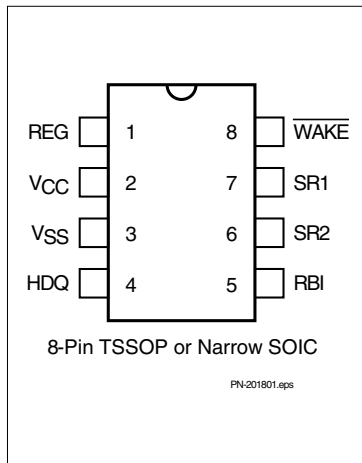 REG 1 8 WAKE
VCC 2 7 SR1
VSS 3 6 SR2
HDQ 4 5 RBI
8-Pin TSSOP or Narrow SOIC
PN-201801.eps